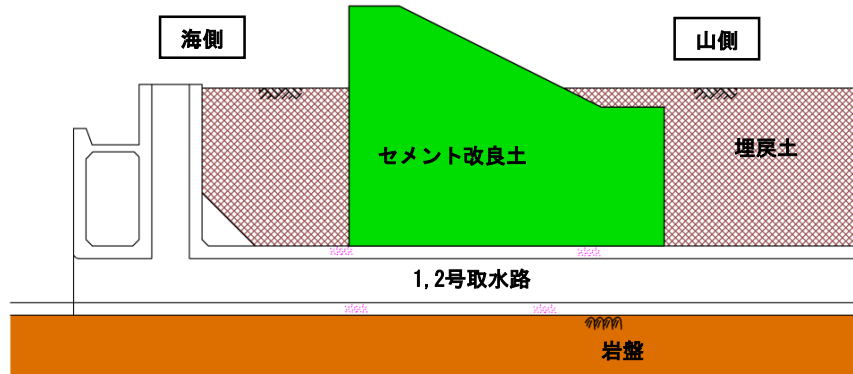 海側
山側
セメント改良土
埋戻土
1,2号取水路
岩盤